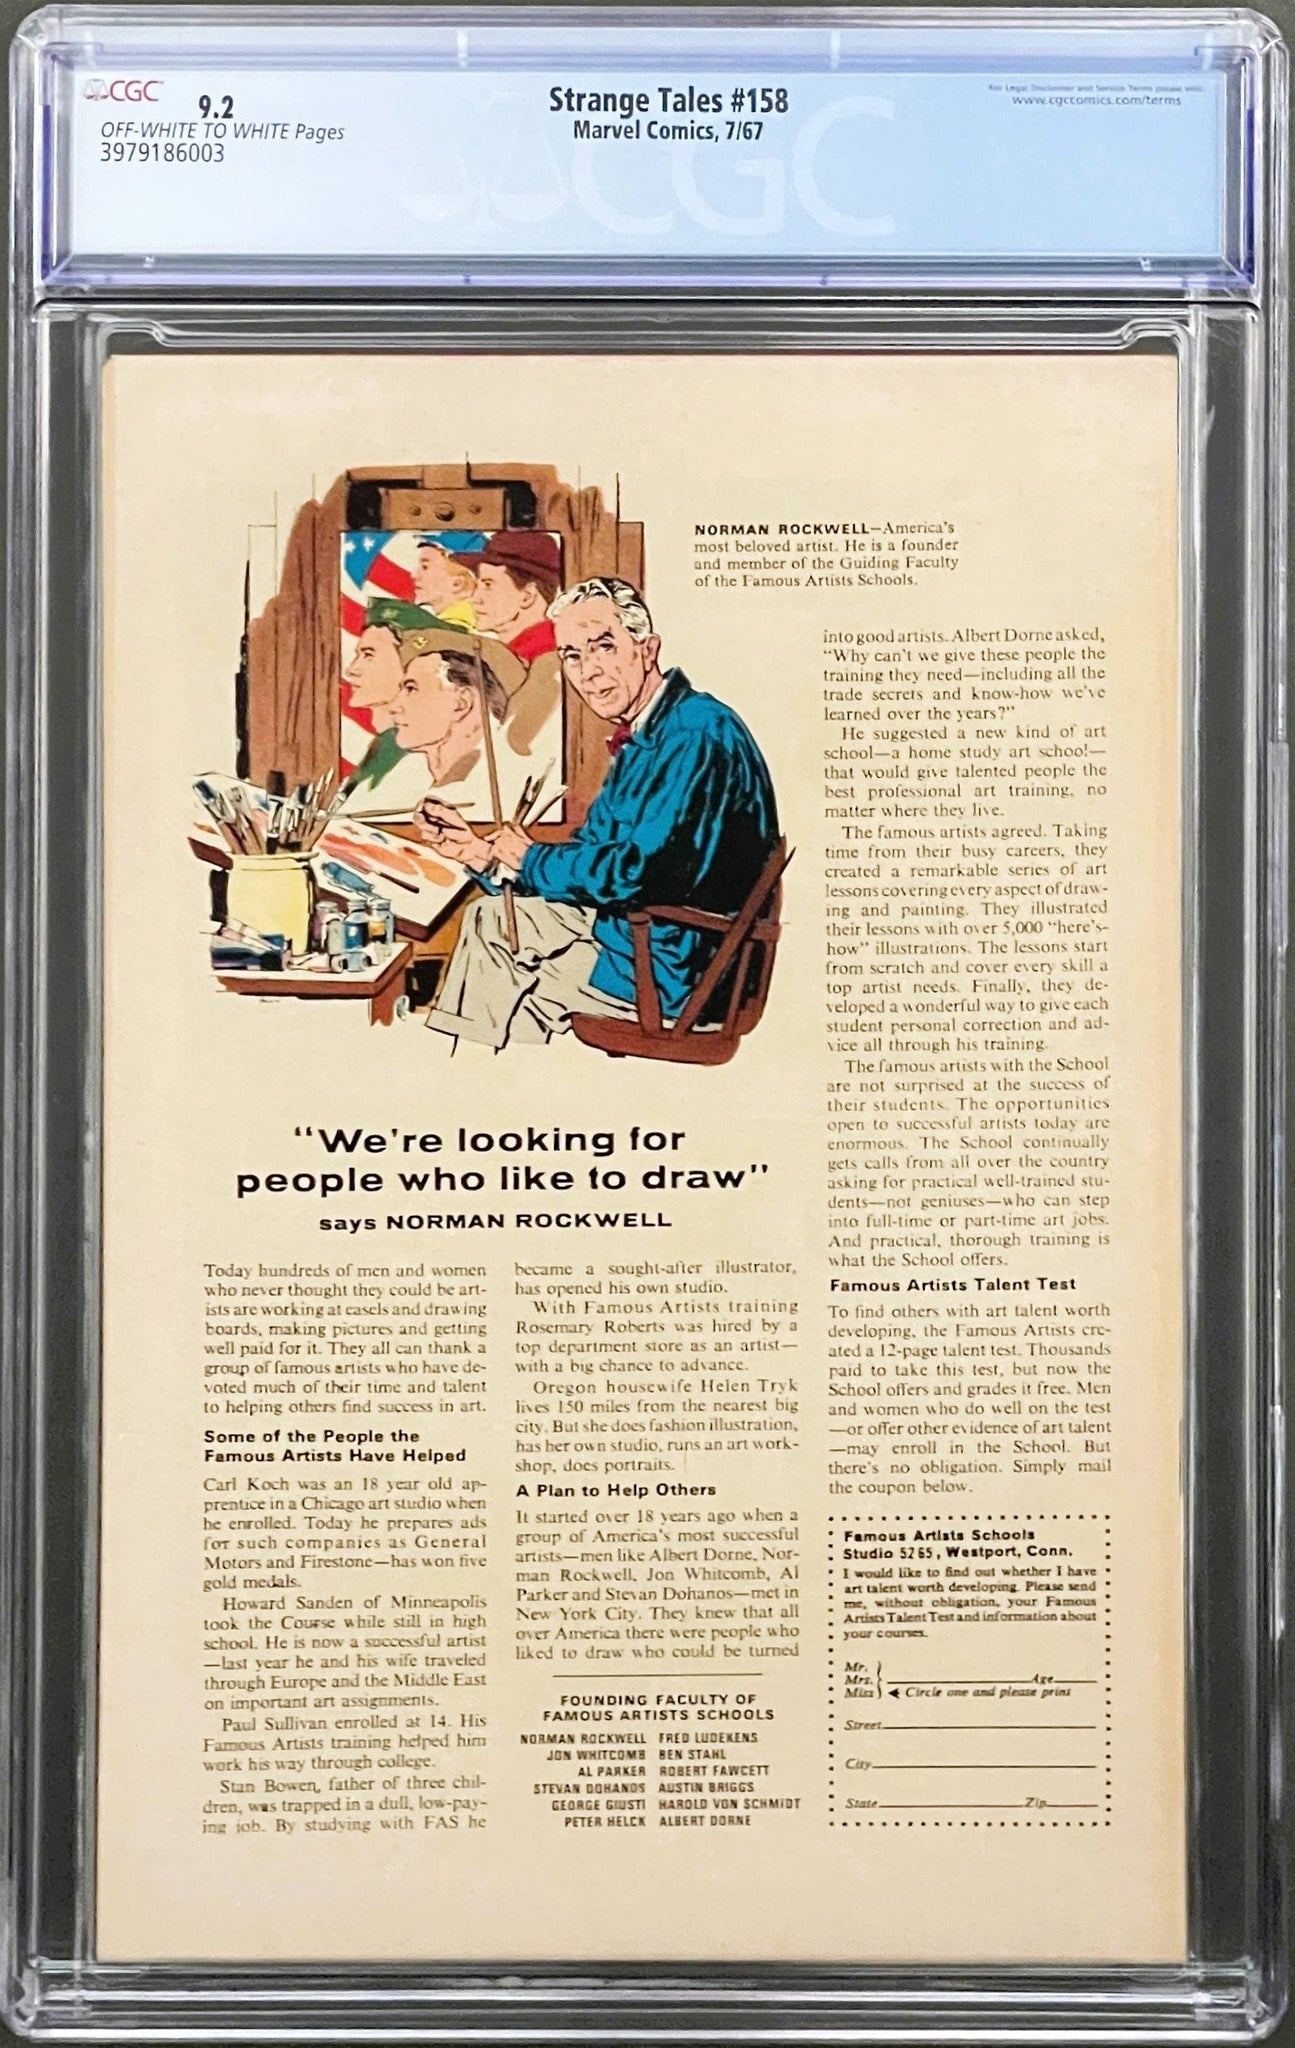 CGC
9.2
OFF-WHITE TO WHITE Pages
3979186003
Strange Tales #158
Marvel Comics, 7/67
For Legal Disclaimer and Service Terms please visit:
www.cgccomics.com/terms
CGC
NORMAN ROCKWELL—America's
most beloved artist. He is a founder
and member of the Guiding Faculty
of the Famous Artists Schools.
"We're looking for
people who like to draw"
says NORMAN ROCKWELL
Today hundreds of men and women
who never thought they could be art-
ists are working at easels and drawing
boards, making pictures and getting
well paid for it. They all can thank a
group of famous artists who have de-
voted much of their time and talent
to helping others find success in art.
Some of the People the
Famous Artists Have Helped
Carl Koch was an 18 year old ap-
prentice in a Chicago art studio when
he enrolled. Today he prepares ads
for such companies as General
Motors and Firestone—has won five
gold medals.
Howard Sanden of Minneapolis
took the Course while still in high
school. He is now a successful artist
—last year he and his wife traveled
through Europe and the Middle East
on important art assignments.
Paul Sullivan enrolled at 14. His
Famous Artists training helped him
work his way through college.
Stan Bowen, father of three chil-
dren, was trapped in a dull, low-pay-
ing job. By studying with FAS he
became a sought-after illustrator,
has opened his own studio.
With Famous Artists training
Rosemary Roberts was hired by a
top department store as an artist—
with a big chance to advance.
Oregon housewife Helen Tryk
lives 150 miles from the nearest big
city. But she does fashion illustration,
has her own studio, runs an art work-
shop, does portraits.
A Plan to Help Others
It started over 18 years ago when a
group of America's most successful
artists—men like Albert Dorne, Nor-
man Rockwell, Jon Whitcomb, Al
Parker and Stevan Dohanos—met in
New York City. They knew that all
over America there were people who
liked to draw who could be turned
FOUNDING FACULTY OF
FAMOUS ARTISTS SCHOOLS
NORMAN ROCKWELL FRED LUDEKENS
JON WHITCOMB BEN STAHL
AL PARKER ROBERT FAWCETT
STEVAN DOHANOS AUSTIN BRIGGS
GEORGE GIUSTI HAROLD VON SCHMIDT
PETER HELCK ALBERT DORNE
into good artists. Albert Dorne asked,
"Why can't we give these people the
training they need—including all the
trade secrets and know-how we've
learned over the years?"
He suggested a new kind of art
school—a home study art school—
that would give talented people the
best professional art training, no
matter where they live.
The famous artists agreed. Taking
time from their busy careers, they
created a remarkable series of art
lessons covering every aspect of draw-
ing and painting. They illustrated
their lessons with over 5,000 "here's-
how" illustrations. The lessons start
from scratch and cover every skill a
top artist needs. Finally, they de-
veloped a wonderful way to give each
student personal correction and ad-
vice all through his training.
The famous artists with the School
are not surprised at the success of
their students. The opportunities
open to successful artists today are
enormous. The School continually
gets calls from all over the country
asking for practical well-trained stu-
dents—not geniuses—who can step
into full-time or part-time art jobs.
And practical, thorough training is
what the School offers.
Famous Artists Talent Test
To find others with art talent worth
developing, the Famous Artists cre-
ated a 12-page talent test. Thousands
paid to take this test, but now the
School offers and grades it free. Men
and women who do well on the test
—or offer other evidence of art talent
—may enroll in the School. But
there's no obligation. Simply mail
the coupon below.
Famous Artists Schools
Studio 5265, Westport, Conn.
I would like to find out whether I have
art talent worth developing. Please send
me, without obligation, your Famous
Artists Talent Test and information about
your courses.
Mr.
Mrs. Age
Miss Circle one and please print
Street
City
State Zip